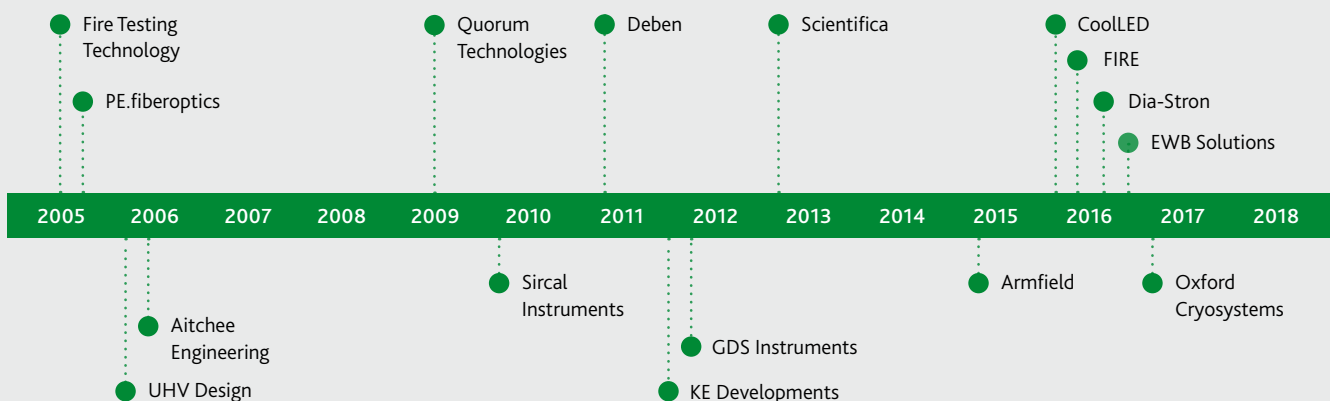 Fire Testing
Technology
PE.fiberoptics
Quorum
Technologies
Deben
Scientifica
CoolLED
FIRE
Dia-Stron
EWB Solutions
2005 2006 2007 2008 2009 2010 2011 2012 2013 2014 2015 2016 2017 2018
UHV Design
Aitchee
Engineering
Sircal
Instruments
KE Developments
GDS Instruments
Armfield
Oxford
Cryosystems